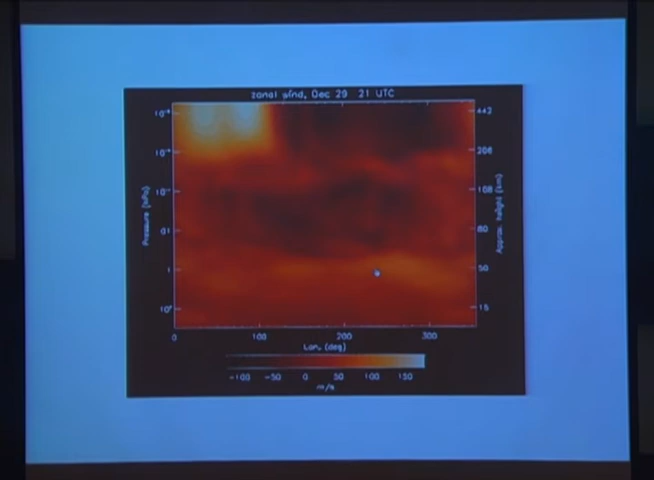 zonal wind, Dec 29 21 UTC
442
208
108
80
50
15
Pressure (hPa)
Approx. height (km)
0 100 200 300
Lon. (deg)
-100 -50 0 50 100 150
m/s